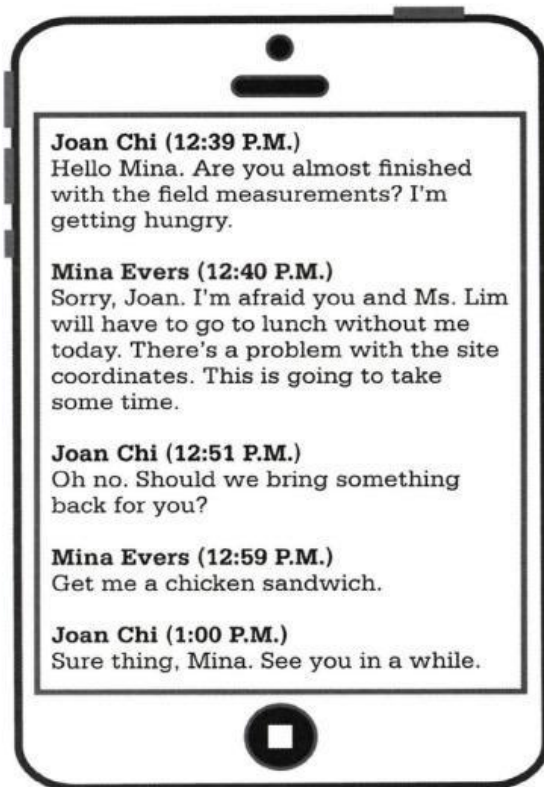 Joan Chi (12:39 P.M.)
Hello Mina. Are you almost finished
with the field measurements? I'm
getting hungry.
Mina Evers (12:40 P.M.)
Sorry, Joan. I'm afraid you and Ms. Lim
will have to go to lunch without me
today. There's a problem with the site
coordinates. This is going to take
some time.
Joan Chi (12:51 P.M.)
Oh no. Should we bring something
back for you?
Mina Evers (12:59 P.M.)
Get me a chicken sandwich.
Joan Chi (1:00 P.M.)
Sure thing, Mina. See you in a while.